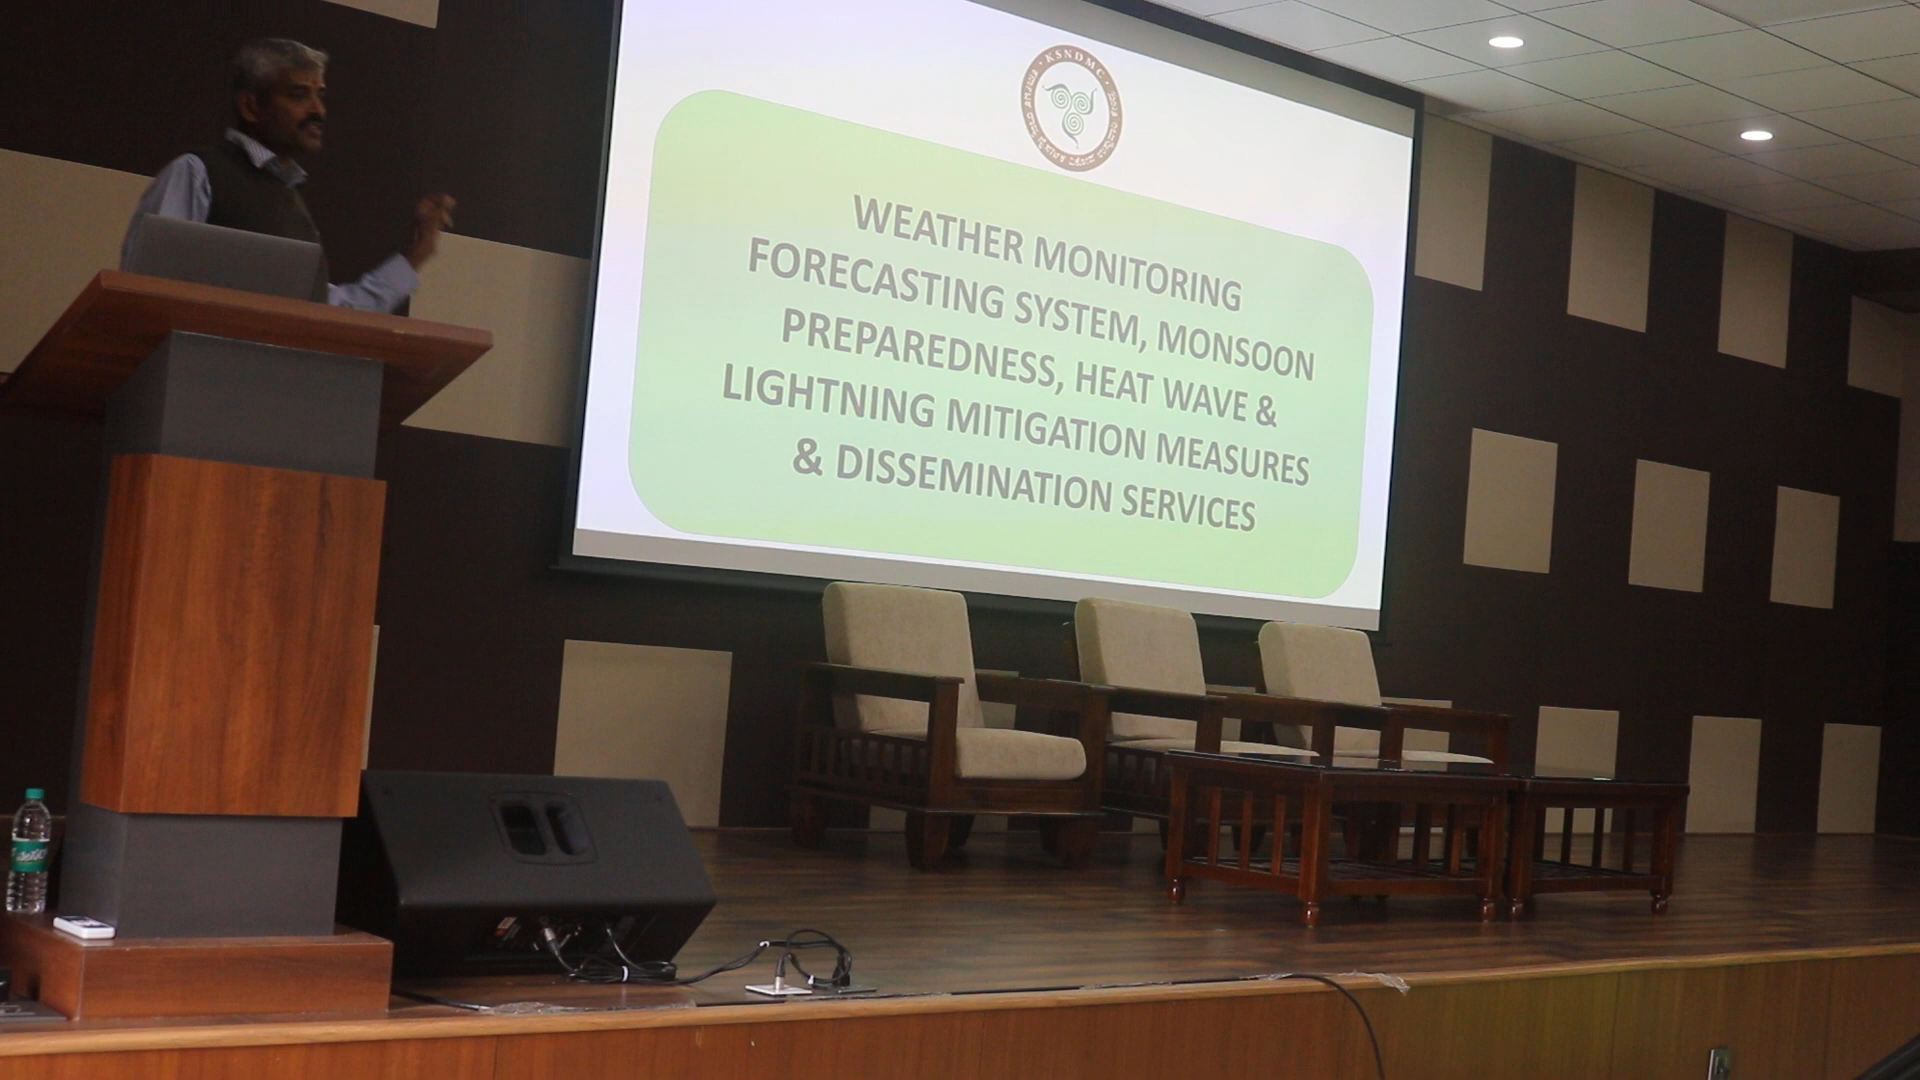 KSNDMC
WEATHER MONITORING
FORECASTING SYSTEM, MONSOON
PREPAREDNESS, HEAT WAVE &
LIGHTNING MITIGATION MEASURES
& DISSEMINATION SERVICES